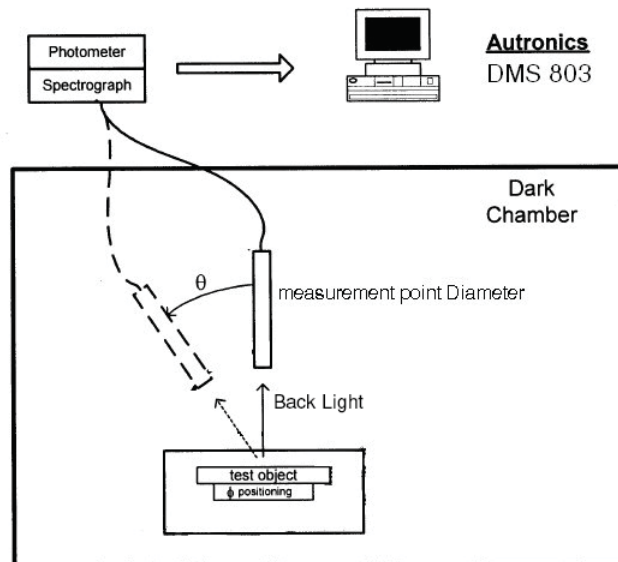 Photometer
Spectrograph
Autronics
DMS 803
Dark
Chamber
θ
measurement point Diameter
Back Light
test object
ϕ positioning